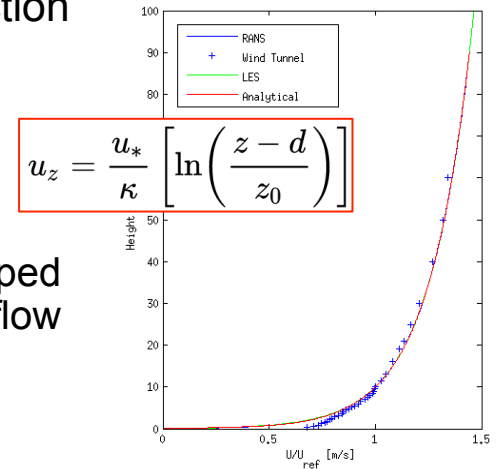 ction
100
90
80
50
40
30
20
10
0
RANS
Wind Tunnel
LES
Analytical
u_z = \frac{u_*}{\kappa} \left[ \ln \left( \frac{z - d}{z_0} \right) \right]
Height
ped
flow
0
0.5
1
1.5
U/U_ref [m/s]